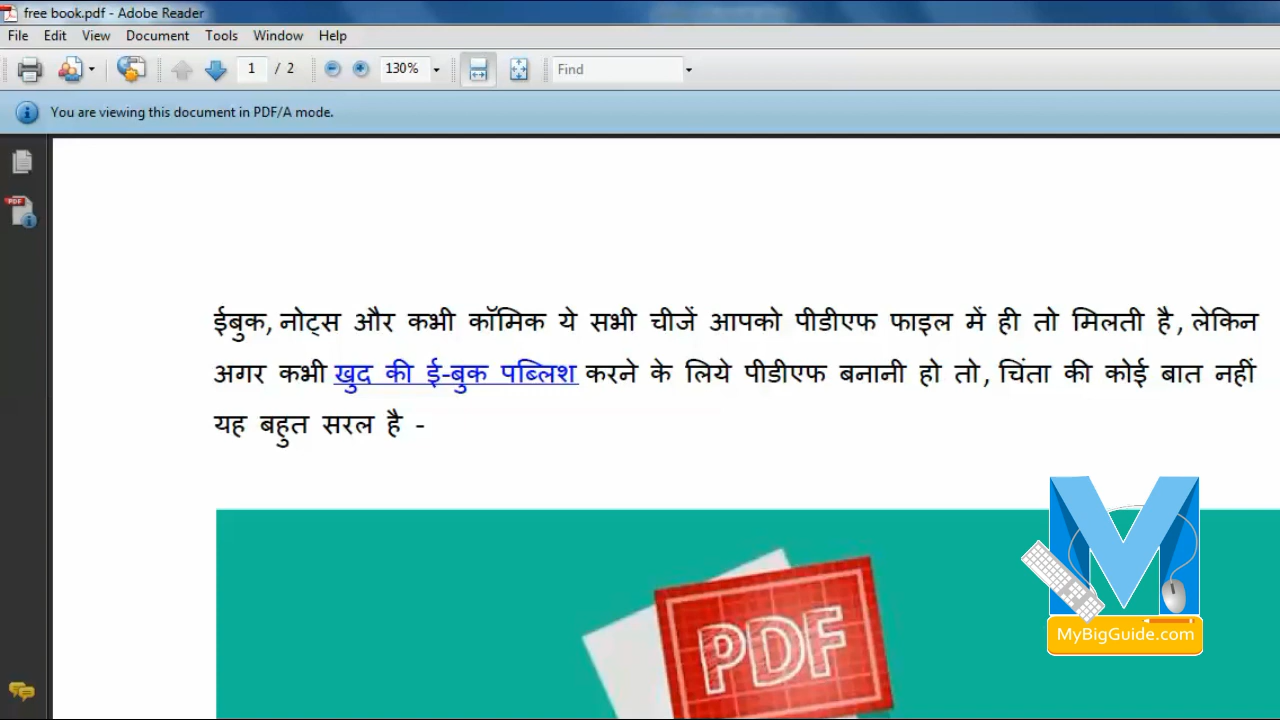 free book.pdf - Adobe Reader
File Edit View Document Tools Window Help
1 / 2 130% Find
You are viewing this document in PDF/A mode.
PDF
ईबुक, नोट्स और कभी कॉमिक ये सभी चीजें आपको पीडीएफ फाइल में ही तो मिलती है, लेकिन
अगर कभी खुद की ई-बुक पब्लिश करने के लिये पीडीएफ बनानी हो तो, चिंता की कोई बात नहीं
यह बहुत सरल है -
PDF
MyBigGuide.com